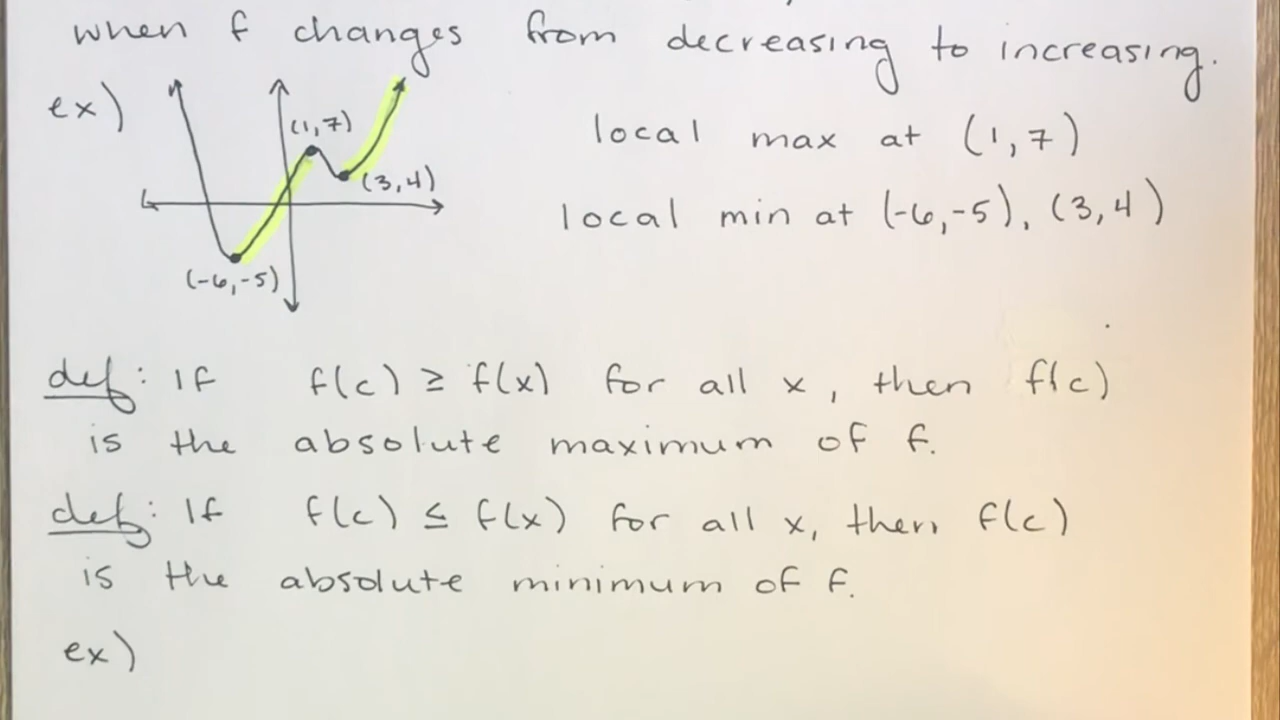 when f changes from decreasing to increasing.
ex)
(1,7)
(3,4)
(-6,-5)
local max at (1,7)
local min at (-6,-5), (3,4)
def: If f(c) ≥ f(x) for all x, then f(c)
is the absolute maximum of f.
def: If f(c) ≤ f(x) for all x, then f(c)
is the absolute minimum of f.
ex)